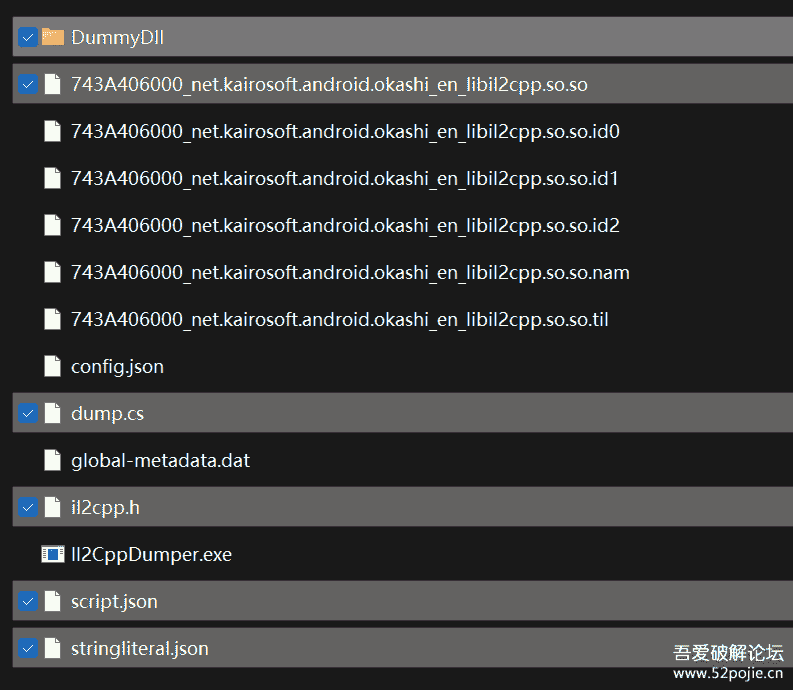 DummyDll
743A406000_net.kairosoft.android.okashi_en_libil2cpp.so.so
743A406000_net.kairosoft.android.okashi_en_libil2cpp.so.so.id0
743A406000_net.kairosoft.android.okashi_en_libil2cpp.so.so.id1
743A406000_net.kairosoft.android.okashi_en_libil2cpp.so.so.id2
743A406000_net.kairosoft.android.okashi_en_libil2cpp.so.so.nam
743A406000_net.kairosoft.android.okashi_en_libil2cpp.so.so.til
config.json
dump.cs
global-metadata.dat
il2cpp.h
Il2CppDumper.exe
script.json
stringliteral.json
吾爱破解论坛
www.52pojie.cn